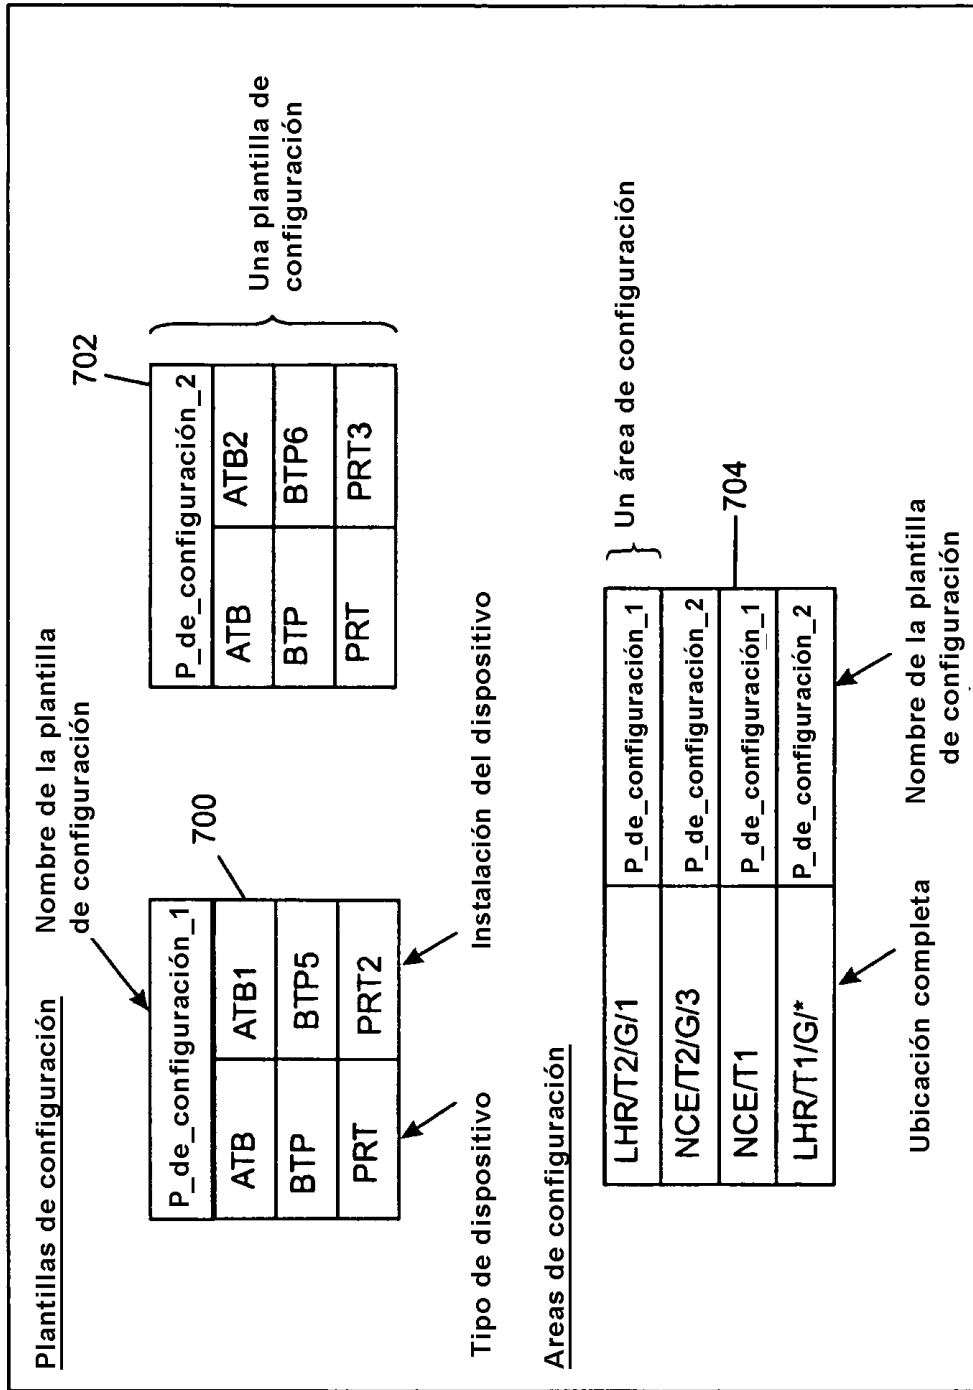 Plantillas de configuración
Nombre de la plantilla
de configuración
700
702
P_de_configuración_1
ATB ATB1
BTP BTP5
PRT PRT2
P_de_configuración_2
ATB ATB2
BTP BTP6
PRT PRT3
Una plantilla de
configuración
Tipo de dispositivo
Instalación del dispositivo
Areas de configuración
LHR/T2/G/1 P_de_configuración_1
NCE/T2/G/3 P_de_configuración_2
NCE/T1 P_de_configuración_1
LHR/T1/G/* P_de_configuración_2
Un área de configuración
704
Ubicación completa
Nombre de la plantilla
de configuración